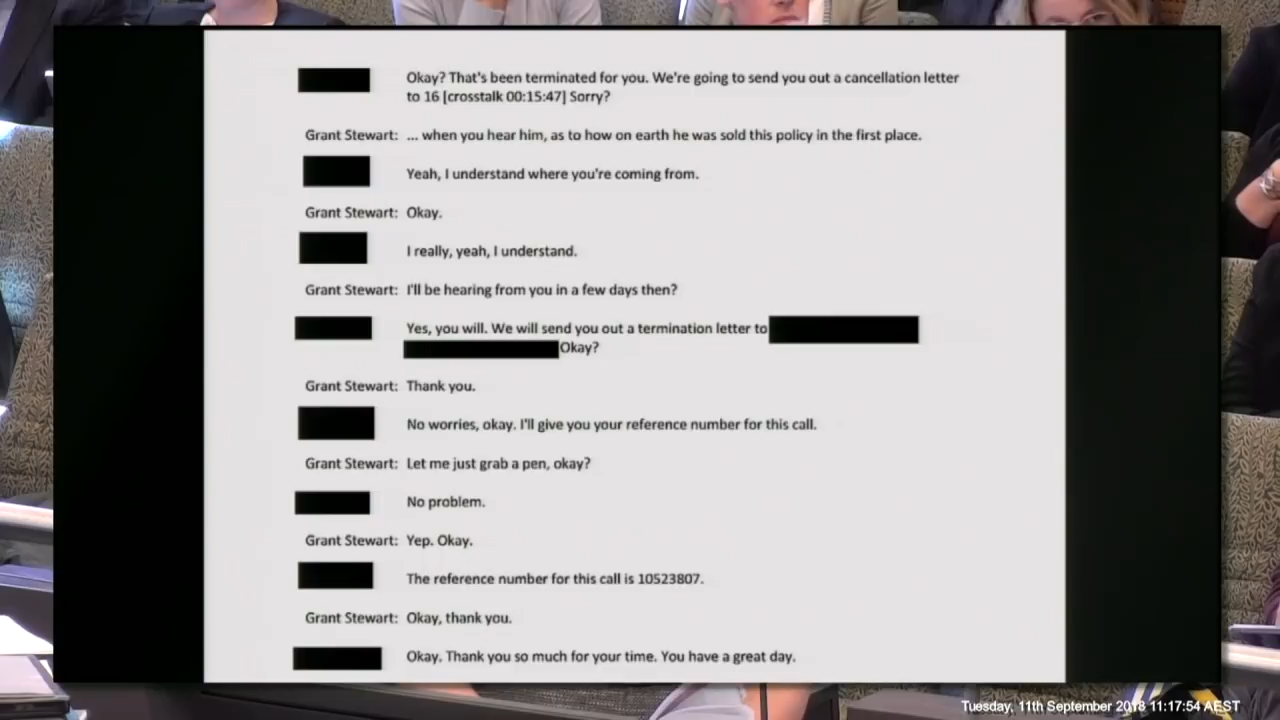 Okay? That's been terminated for you. We're going to send you out a cancellation letter
to 16 [crosstalk 00:15:47] Sorry?
Grant Stewart: ... when you hear him, as to how on earth he was sold this policy in the first place.
Yeah, I understand where you're coming from.
Grant Stewart: Okay.
I really, yeah, I understand.
Grant Stewart: I'll be hearing from you in a few days then?
Yes, you will. We will send you out a termination letter to
Okay?
Grant Stewart: Thank you.
No worries, okay. I'll give you your reference number for this call.
Grant Stewart: Let me just grab a pen, okay?
No problem.
Grant Stewart: Yep. Okay.
The reference number for this call is 10523807.
Grant Stewart: Okay, thank you.
Okay. Thank you so much for your time. You have a great day.
Tuesday, 11th September 2018 11:17:54 AEST